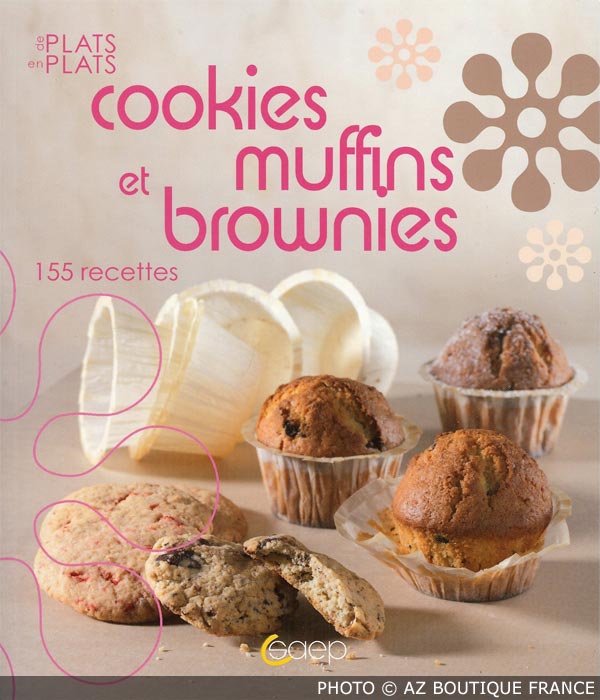 de PLATS
en PLATS
cookies
muffins
et brownies
155 recettes
saep
PHOTO © AZ BOUTIQUE FRANCE